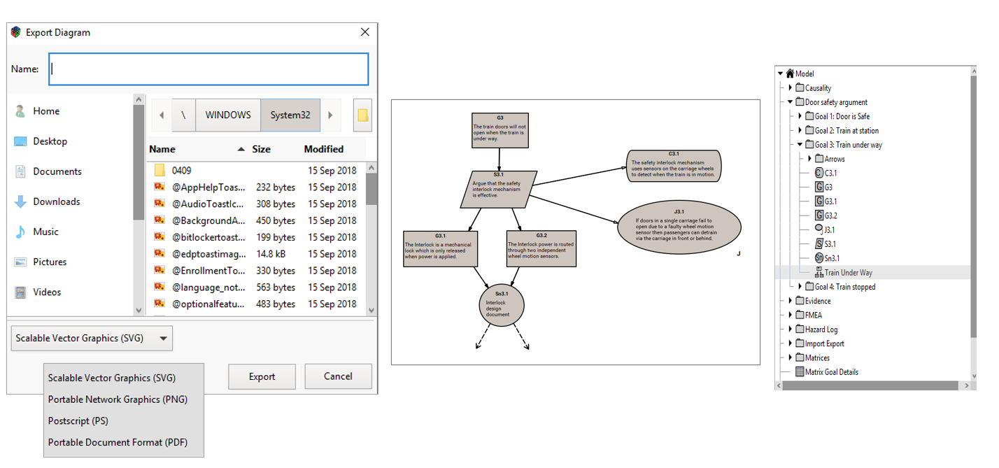 Export Diagram
Name:
Home
Desktop
Documents
Downloads
Music
Pictures
Videos
\ WINDOWS System32
Name Size Modified
0409 15 Sep 2018
@AppHelpToas... 232 bytes 15 Sep 2018
@AudioToastIc... 308 bytes 15 Sep 2018
@BackgroundA... 450 bytes 15 Sep 2018
@bitlockertoast... 199 bytes 15 Sep 2018
@edptoastimag... 14.8 kB 15 Sep 2018
@EnrollmentTo... 330 bytes 15 Sep 2018
@language_not... 563 bytes 15 Sep 2018
@optionalfeatu... 483 bytes 15 Sep 2018
Scalable Vector Graphics (SVG)
Export Cancel
Scalable Vector Graphics (SVG)
Portable Network Graphics (PNG)
Postscript (PS)
Portable Document Format (PDF)
G3
The train doors will not
open when the train is
under way.
S3.1
Argue that the safety
interlock mechanism
is effective.
C3.1
The safety interlock mechanism
uses sensors on the carriage wheels
to detect when the train is in motion.
J3.1
If doors in a single carriage fail to
open due to a faulty wheel motion
sensor then passengers can detrain
via the carriage in front or behind.
J
G3.1
The Interlock is a mechanical
lock which is only released
when power is applied.
G3.2
The Interlock power is routed
through two independent
wheel motion sensors.
Sn3.1
Interlock
design
document
Model
Causality
Door safety argument
Goal 1: Door is Safe
Goal 2: Train at station
Goal 3: Train under way
Arrows
C C3.1
G G3
G G3.1
G G3.2
J3.1
S S3.1
Sn Sn3.1
Train Under Way
Goal 4: Train stopped
Evidence
FMEA
Hazard Log
Import Export
Matrices
Matrix Goal Details